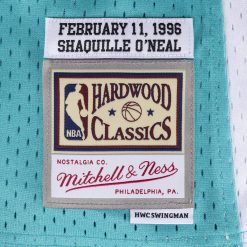 FEBRUARY 11, 1996
SHAQUILLE O'NEAL
NBA
HARDWOOD
CLASSICS
NOSTALGIA CO.
Mitchell & Ness
PHILADELPHIA, PA.
HWC SWINGMAN